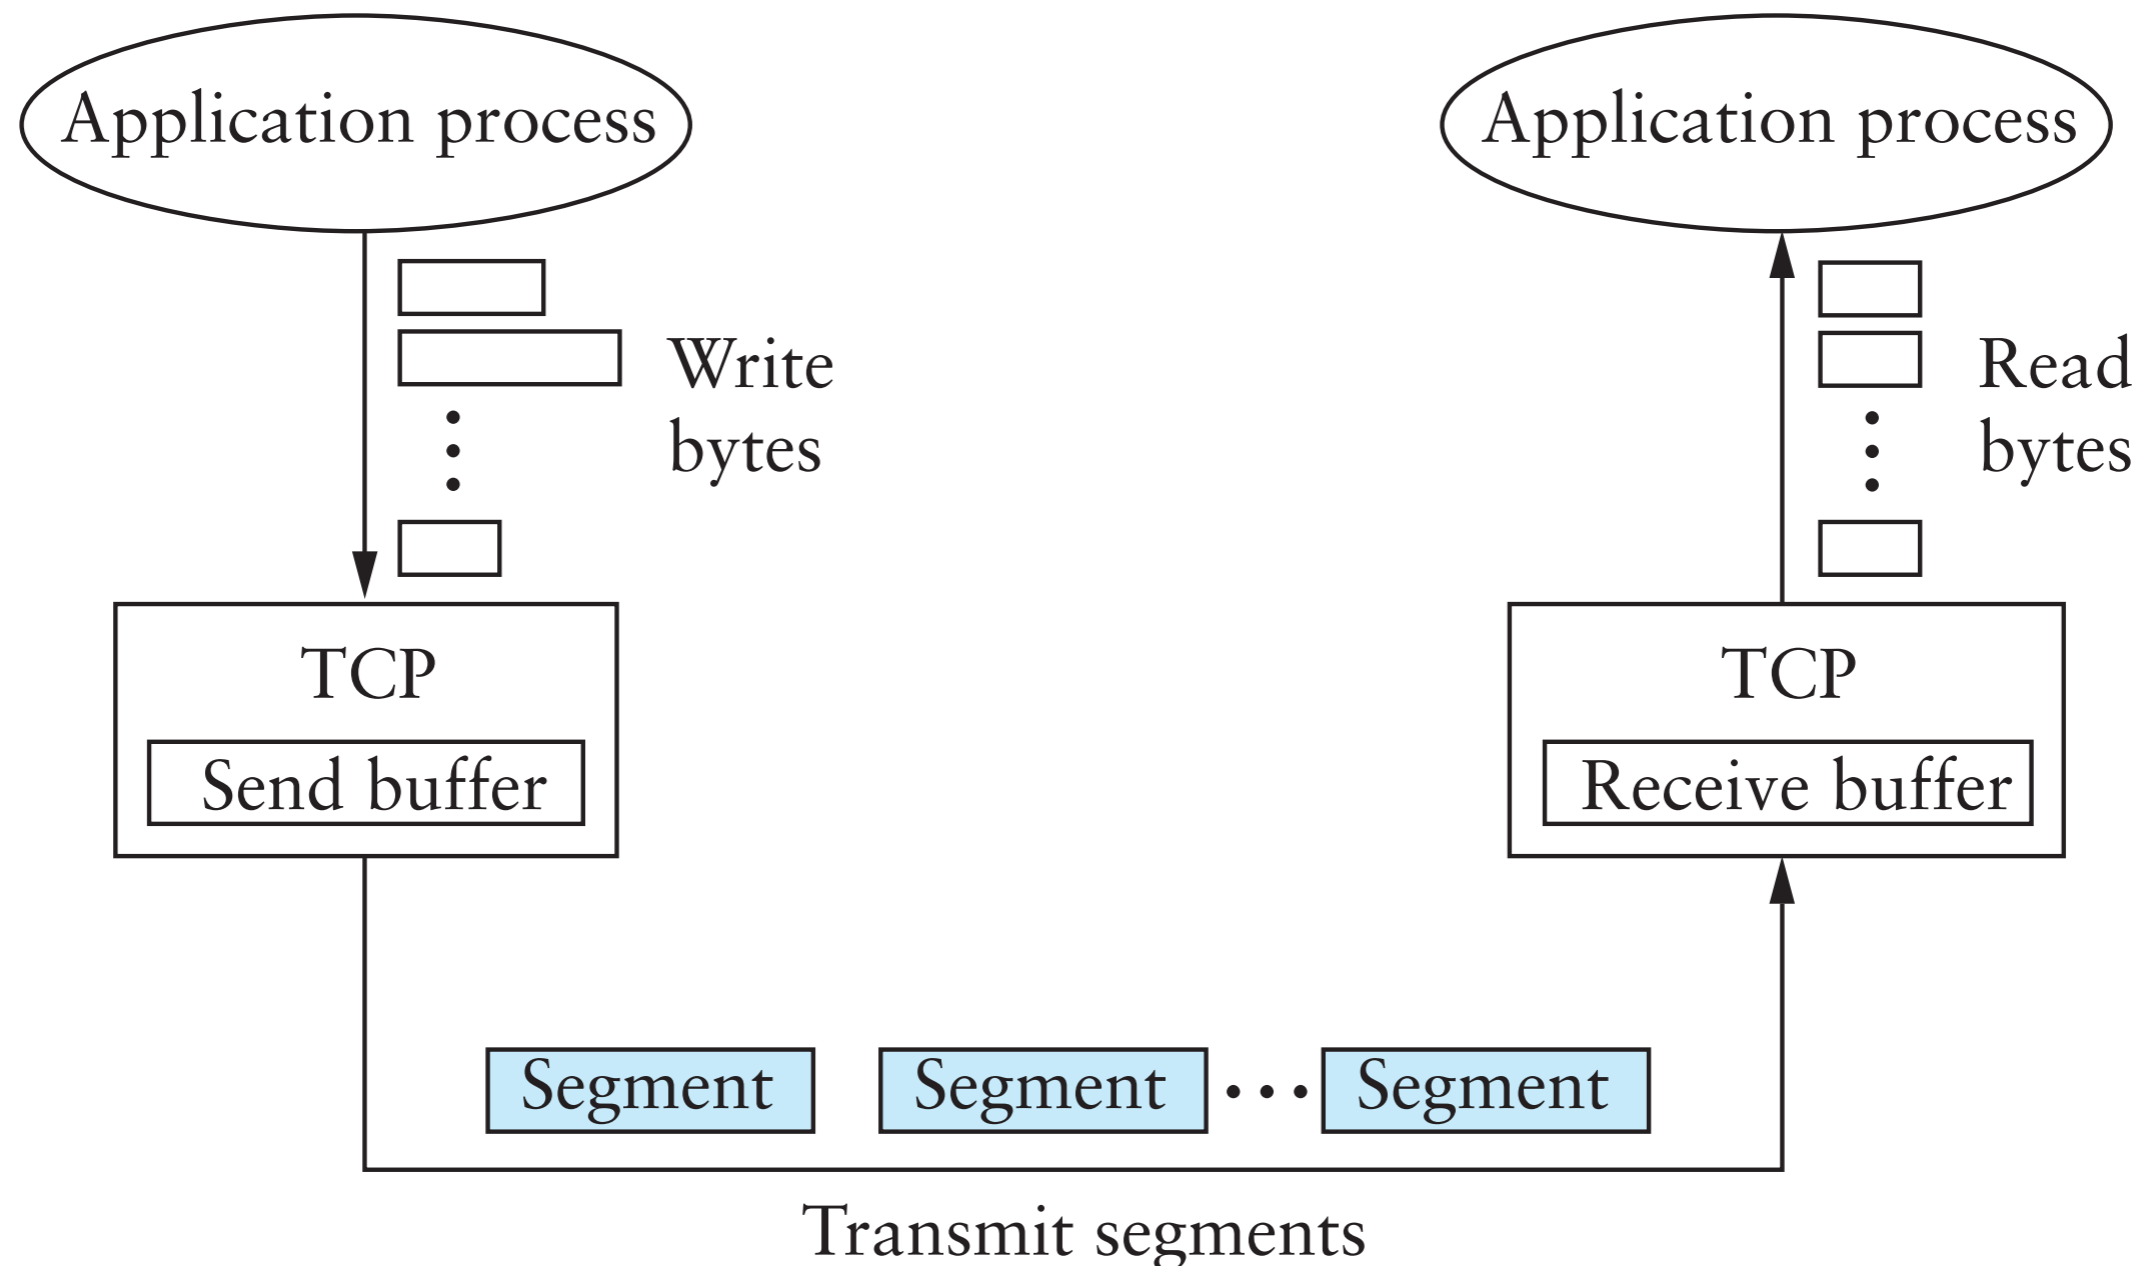 Application process
Application process
Write
bytes
Read
bytes
TCP
Send buffer
TCP
Receive buffer
Segment
Segment
Segment
Transmit segments